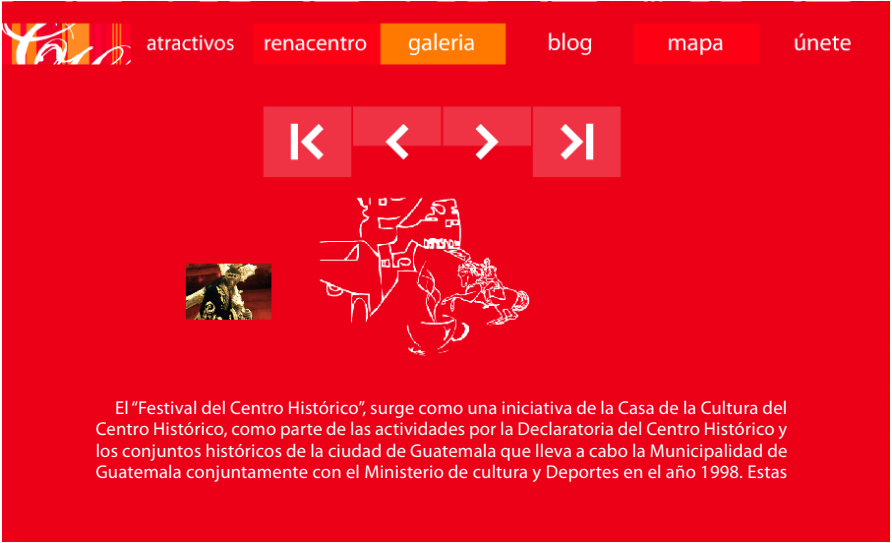 atractivos renacentro galeria blog mapa únete
El “Festival del Centro Histórico”, surge como una iniciativa de la Casa de la Cultura del
Centro Histórico, como parte de las actividades por la Declaratoria del Centro Histórico y
los conjuntos históricos de la ciudad de Guatemala que lleva a cabo la Municipalidad de
Guatemala conjuntamente con el Ministerio de cultura y Deportes en el año 1998. Estas